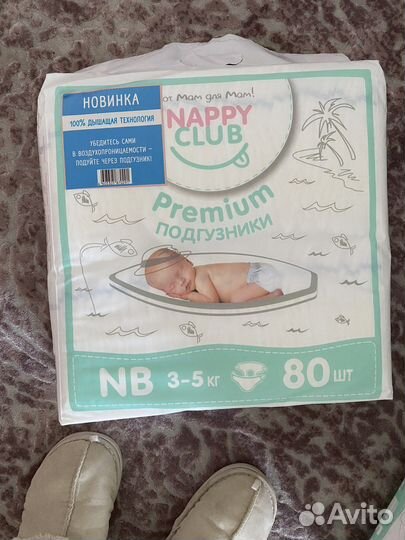 НОВИНКА
100% ДЫШАЩАЯ ТЕХНОЛОГИЯ
УБЕДИТЕСЬ САМИ
В ВОЗДУХОПРОНИЦАЕМОСТИ –
ПОДУЙТЕ ЧЕРЕЗ ПОДГУЗНИК!
от Мам для Мам!
NAPPY
CLUB
Premium
ПОДГУЗНИКИ
NB 3–5 кг 80 шт
Avito